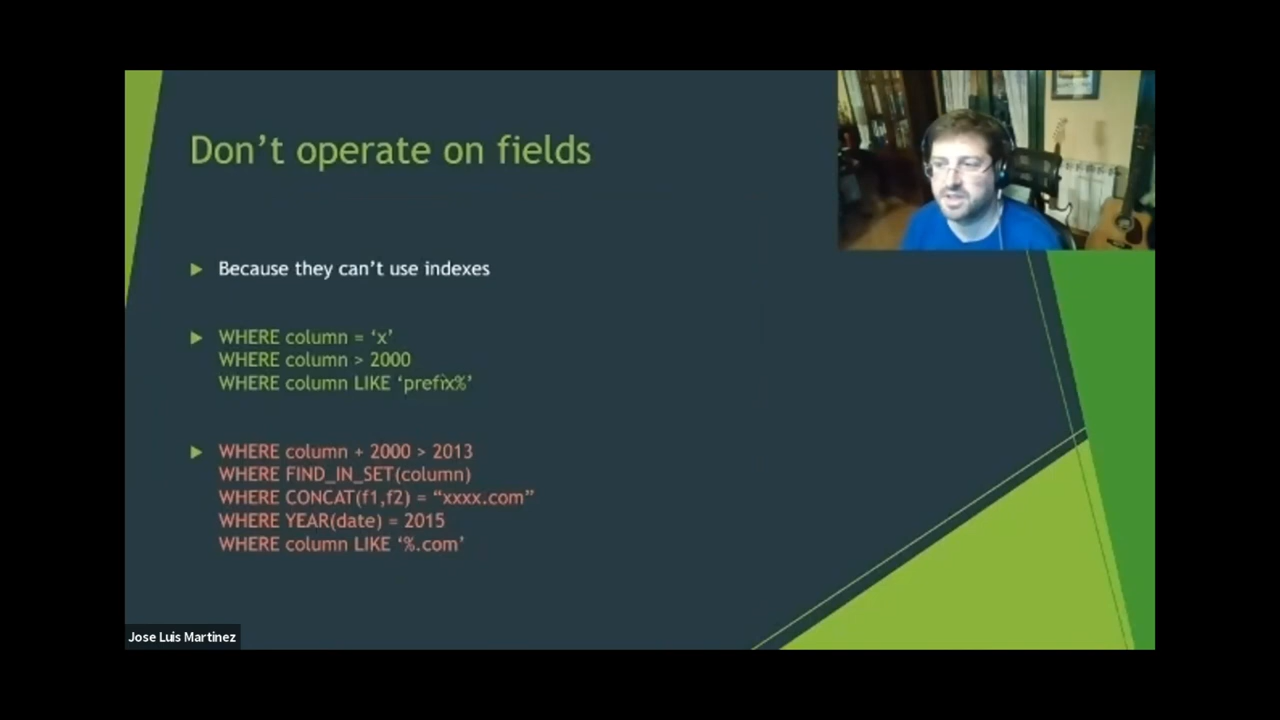 Don’t operate on fields
Because they can’t use indexes
WHERE column = ‘x’
WHERE column > 2000
WHERE column LIKE ‘prefix%’
WHERE column + 2000 > 2013
WHERE FIND_IN_SET(column)
WHERE CONCAT(f1,f2) = “xxxx.com”
WHERE YEAR(date) = 2015
WHERE column LIKE ‘%.com’
Jose Luis Martinez